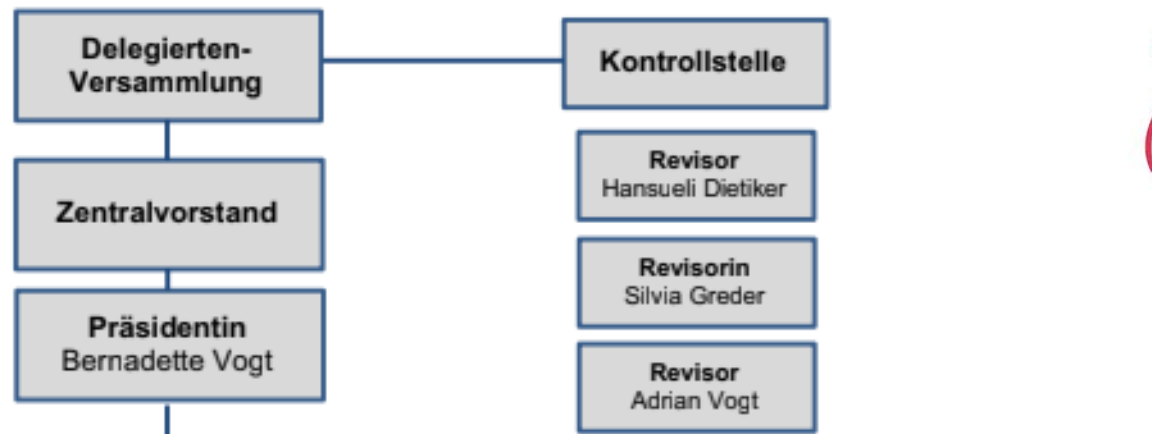 Delegierten-
Versammlung
Kontrollstelle
Zentralvorstand
Präsidentin
Bernadette Vogt
Revisor
Hansueli Dietiker
Revisorin
Silvia Greder
Revisor
Adrian Vogt